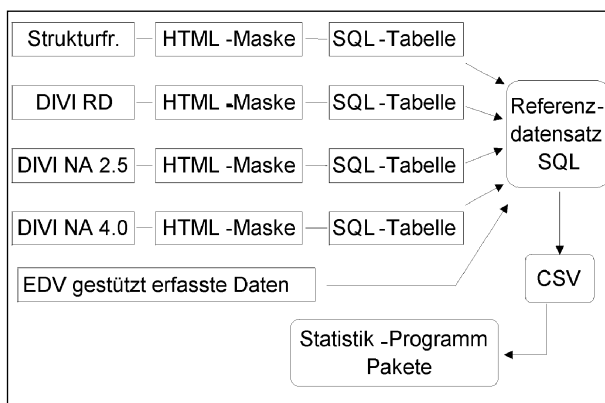 Strukturfr. HTML -Maske SQL -Tabelle
DIVI RD HTML -Maske SQL -Tabelle
DIVI NA 2.5 HTML -Maske SQL -Tabelle
DIVI NA 4.0 HTML -Maske SQL -Tabelle
EDV gestützt erfasste Daten
Referenz-
datensatz
SQL
CSV
Statistik -Programm
Pakete